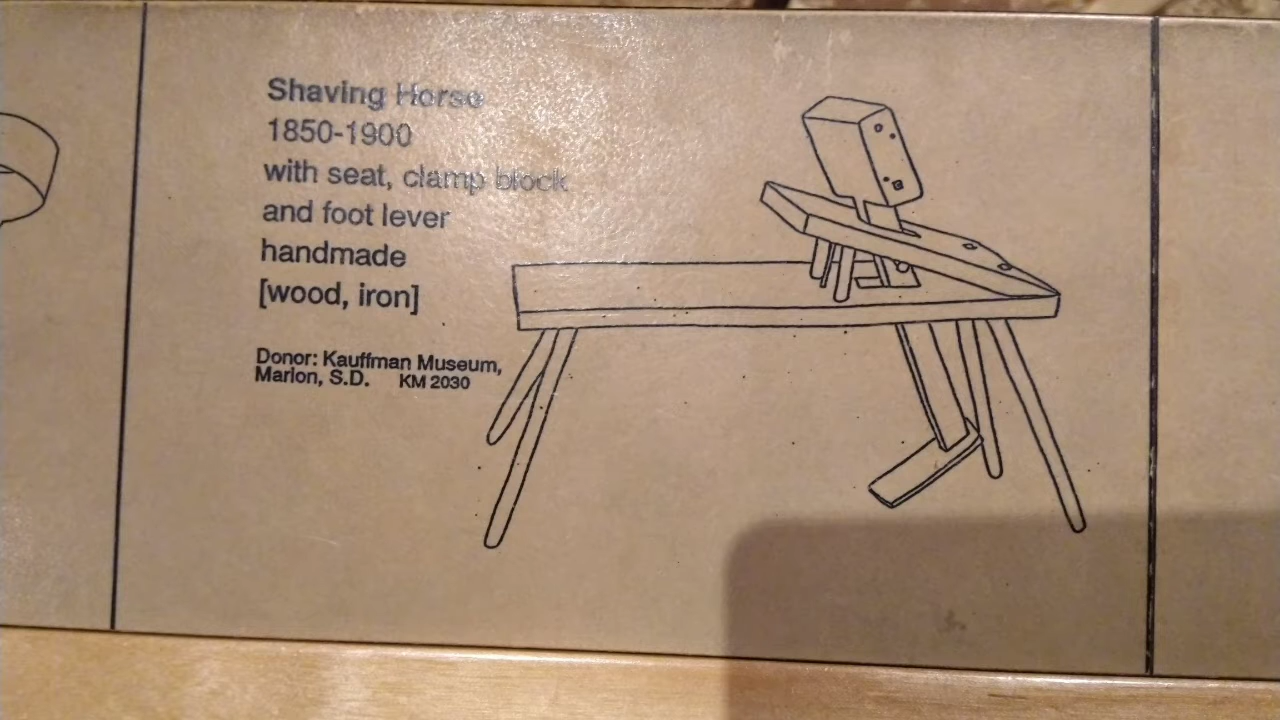 Shaving Horse
1850-1900
with seat, clamp block
and foot lever
handmade
[wood, iron]
Donor: Kauffman Museum,
Marion, S.D. KM 2030